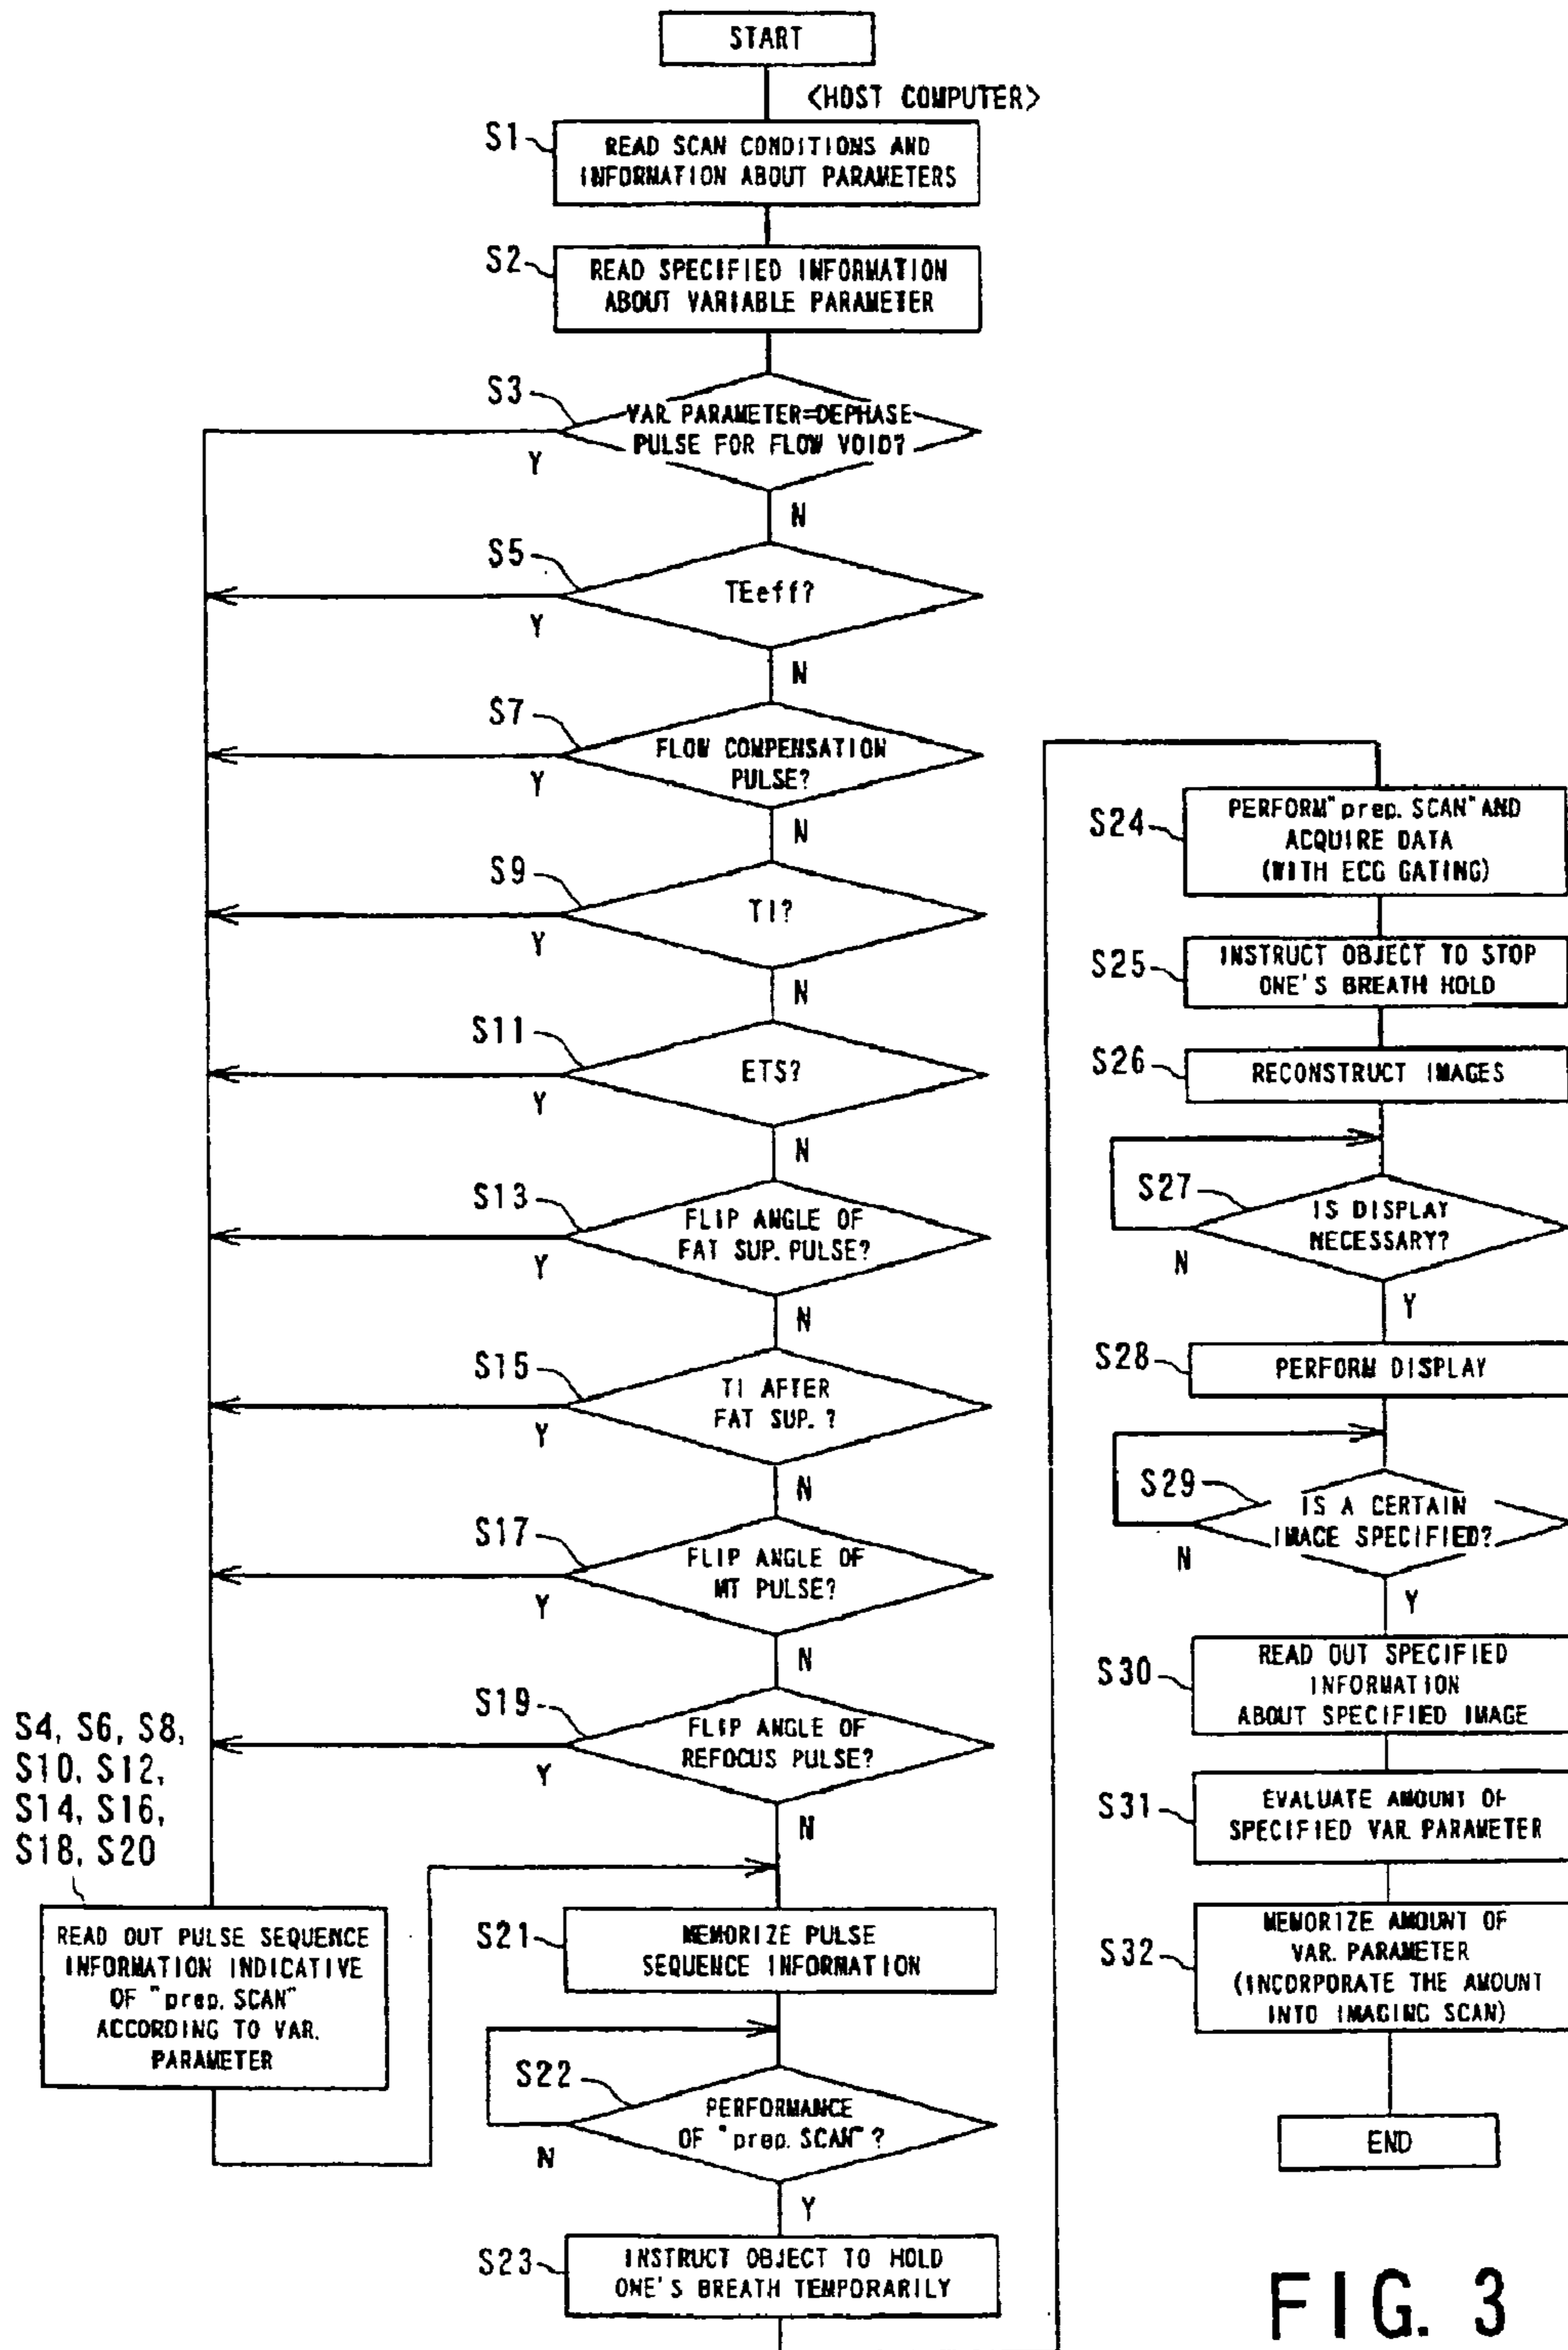 START
<HOST COMPUTER>
S1
READ SCAN CONDITIONS AND
INFORMATION ABOUT PARAMETERS
S2
READ SPECIFIED INFORMATION
ABOUT VARIABLE PARAMETER
S3
VAR. PARAMETER=DEPHASE
PULSE FOR FLOW VOID?
Y
N
S5
TEeff?
Y
N
S7
FLOW COMPENSATION
PULSE?
Y
N
S9
TI?
Y
N
S11
ETS?
Y
N
S13
FLIP ANGLE OF
FAT SUP. PULSE?
Y
N
S15
TI AFTER
FAT SUP. ?
Y
N
S17
FLIP ANGLE OF
MT PULSE?
Y
N
S19
FLIP ANGLE OF
REFOCUS PULSE?
Y
N
S4, S6, S8,
S10, S12,
S14, S16,
S18, S20
READ OUT PULSE SEQUENCE
INFORMATION INDICATIVE
OF "prep. SCAN"
ACCORDING TO VAR.
PARAMETER
S21
MEMORIZE PULSE
SEQUENCE INFORMATION
S22
PERFORMANCE
OF "prep. SCAN" ?
N
Y
S23
INSTRUCT OBJECT TO HOLD
ONE'S BREATH TEMPORARILY
S24
PERFORM "prep. SCAN" AND
ACQUIRE DATA
(WITH ECG GATING)
S25
INSTRUCT OBJECT TO STOP
ONE'S BREATH HOLD
S26
RECONSTRUCT IMAGES
S27
IS DISPLAY
NECESSARY?
N
Y
S28
PERFORM DISPLAY
S29
IS A CERTAIN
IMAGE SPECIFIED?
N
Y
S30
READ OUT SPECIFIED
INFORMATION
ABOUT SPECIFIED IMAGE
S31
EVALUATE AMOUNT OF
SPECIFIED VAR. PARAMETER
S32
MEMORIZE AMOUNT OF
VAR. PARAMETER
(INCORPORATE THE AMOUNT
INTO IMAGING SCAN)
END
FIG. 3